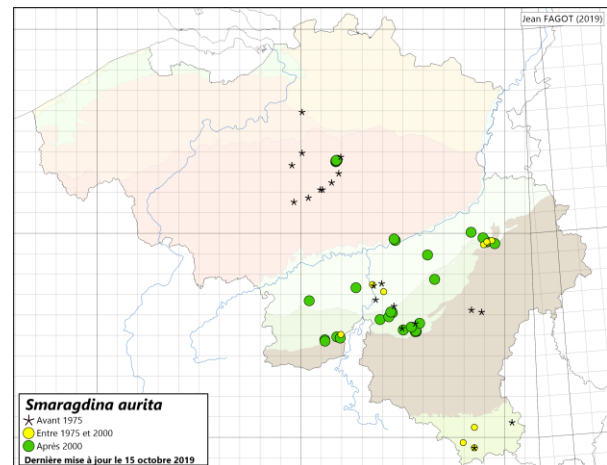 Jean FAGOT (2019)
Smaragdina aurita
Avant 1975
Entre 1975 et 2000
Après 2000
Dernière mise à jour le 15 octobre 2019